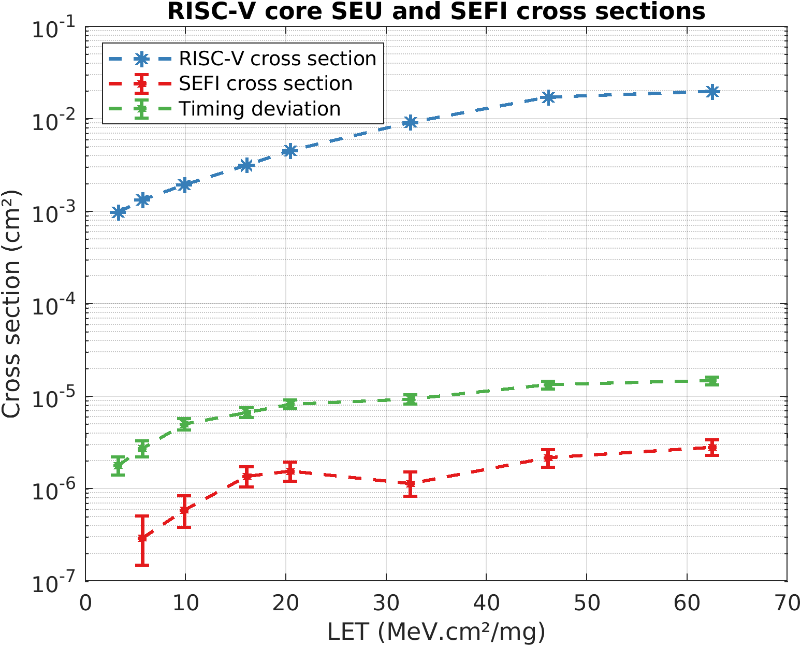 RISC-V core SEU and SEFI cross sections
RISC-V cross section
SEFI cross section
Timing deviation
Cross section (cm²)
10⁻¹
10⁻²
10⁻³
10⁻⁴
10⁻⁵
10⁻⁶
10⁻⁷
0 10 20 30 40 50 60 70
LET (MeV.cm²/mg)